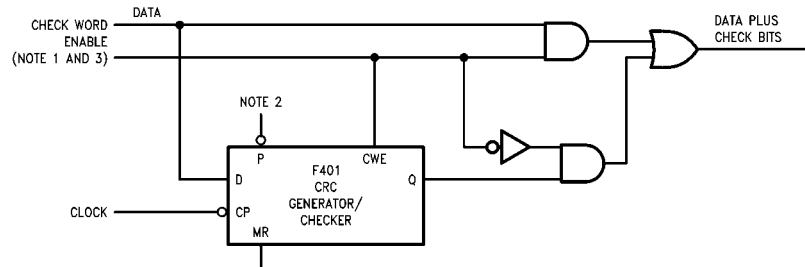 DATA
CHECK WORD
ENABLE
(NOTE 1 AND 3)
DATA PLUS
CHECK BITS
NOTE 2
P
CWE
F401
CRC
GENERATOR/
CHECKER
D
Q
CLOCK
CP
MR